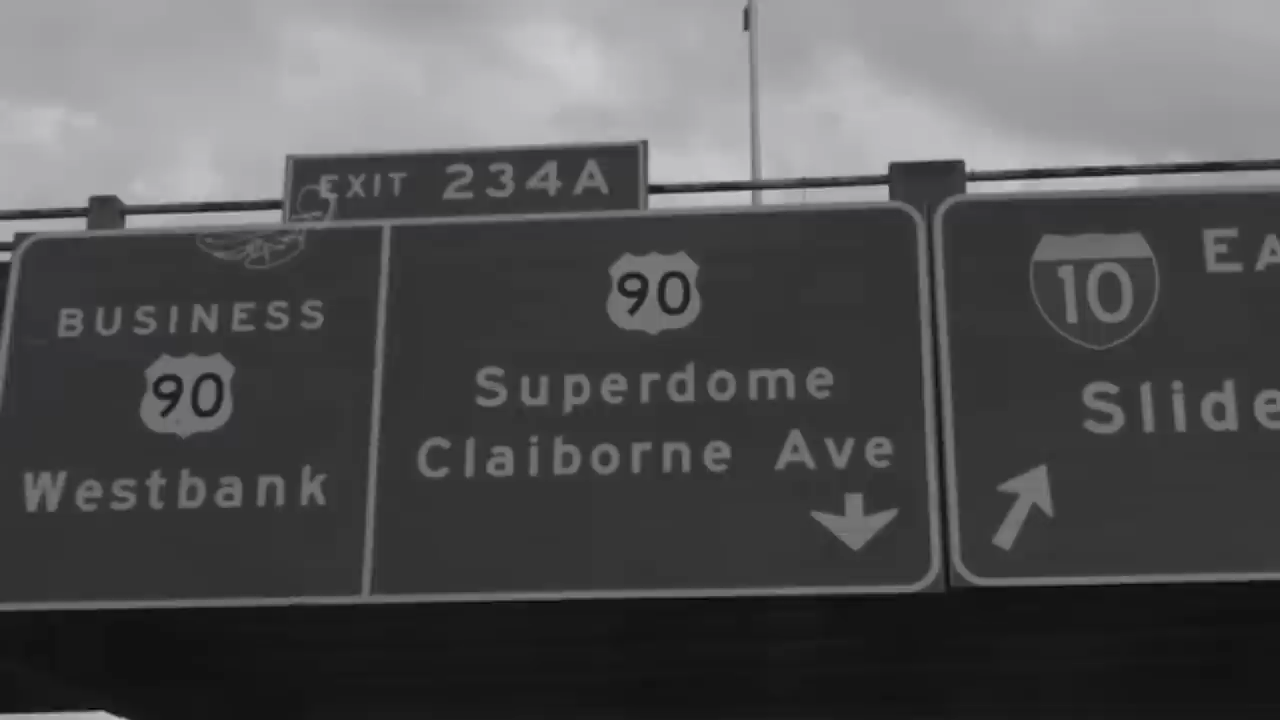 EXIT 234A
BUSINESS
90
Westbank
90
Superdome
Claiborne Ave
10